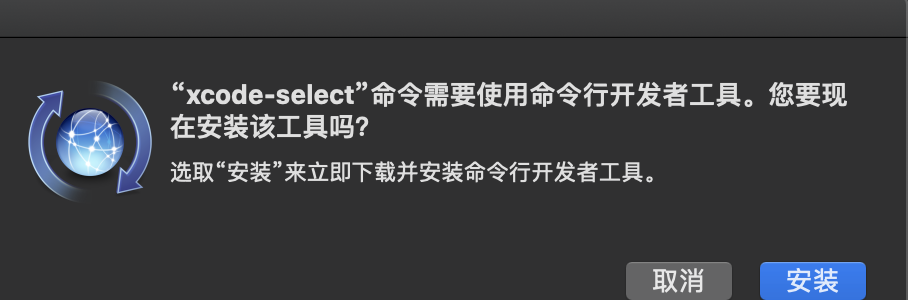 “xcode-select”命令需要使用命令行开发者工具。您要现
在安装该工具吗？
选取“安装”来立即下载并安装命令行开发者工具。
取消
安装